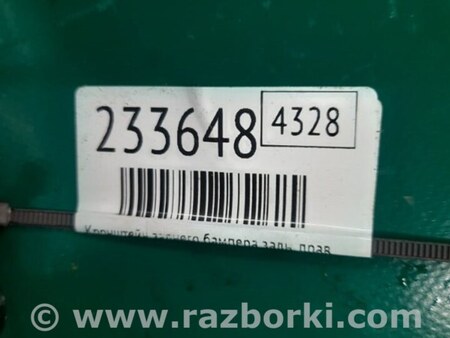 233648 4328
Кронштейн заднего бампера задн. прав.
© — www.razborki.com